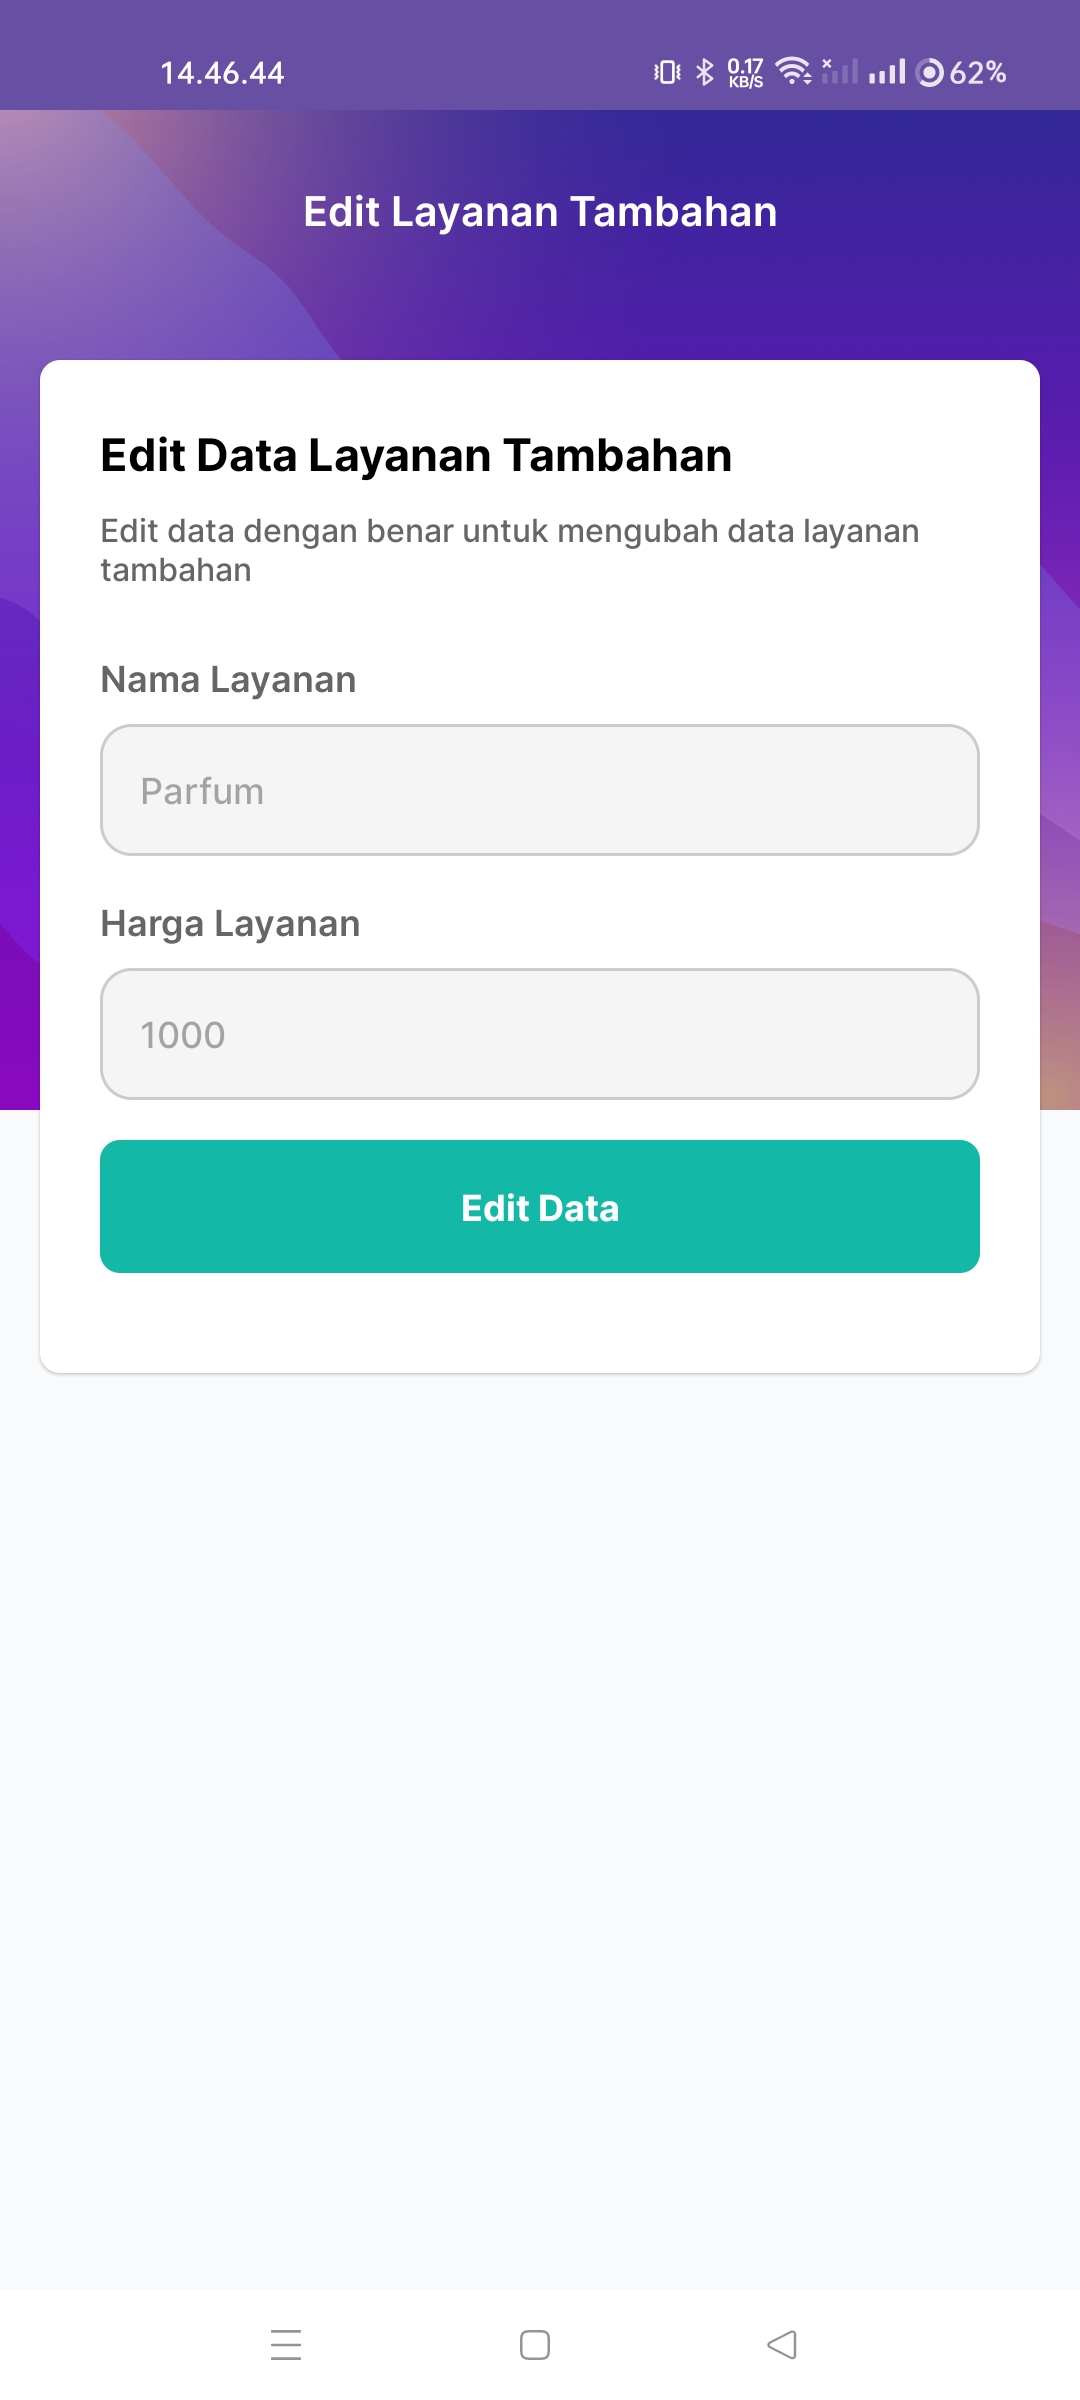 14.46.44
0.17
KB/S
62%
Edit Layanan Tambahan
Edit Data Layanan Tambahan
Edit data dengan benar untuk mengubah data layanan
tambahan
Nama Layanan
Parfum
Harga Layanan
1000
Edit Data